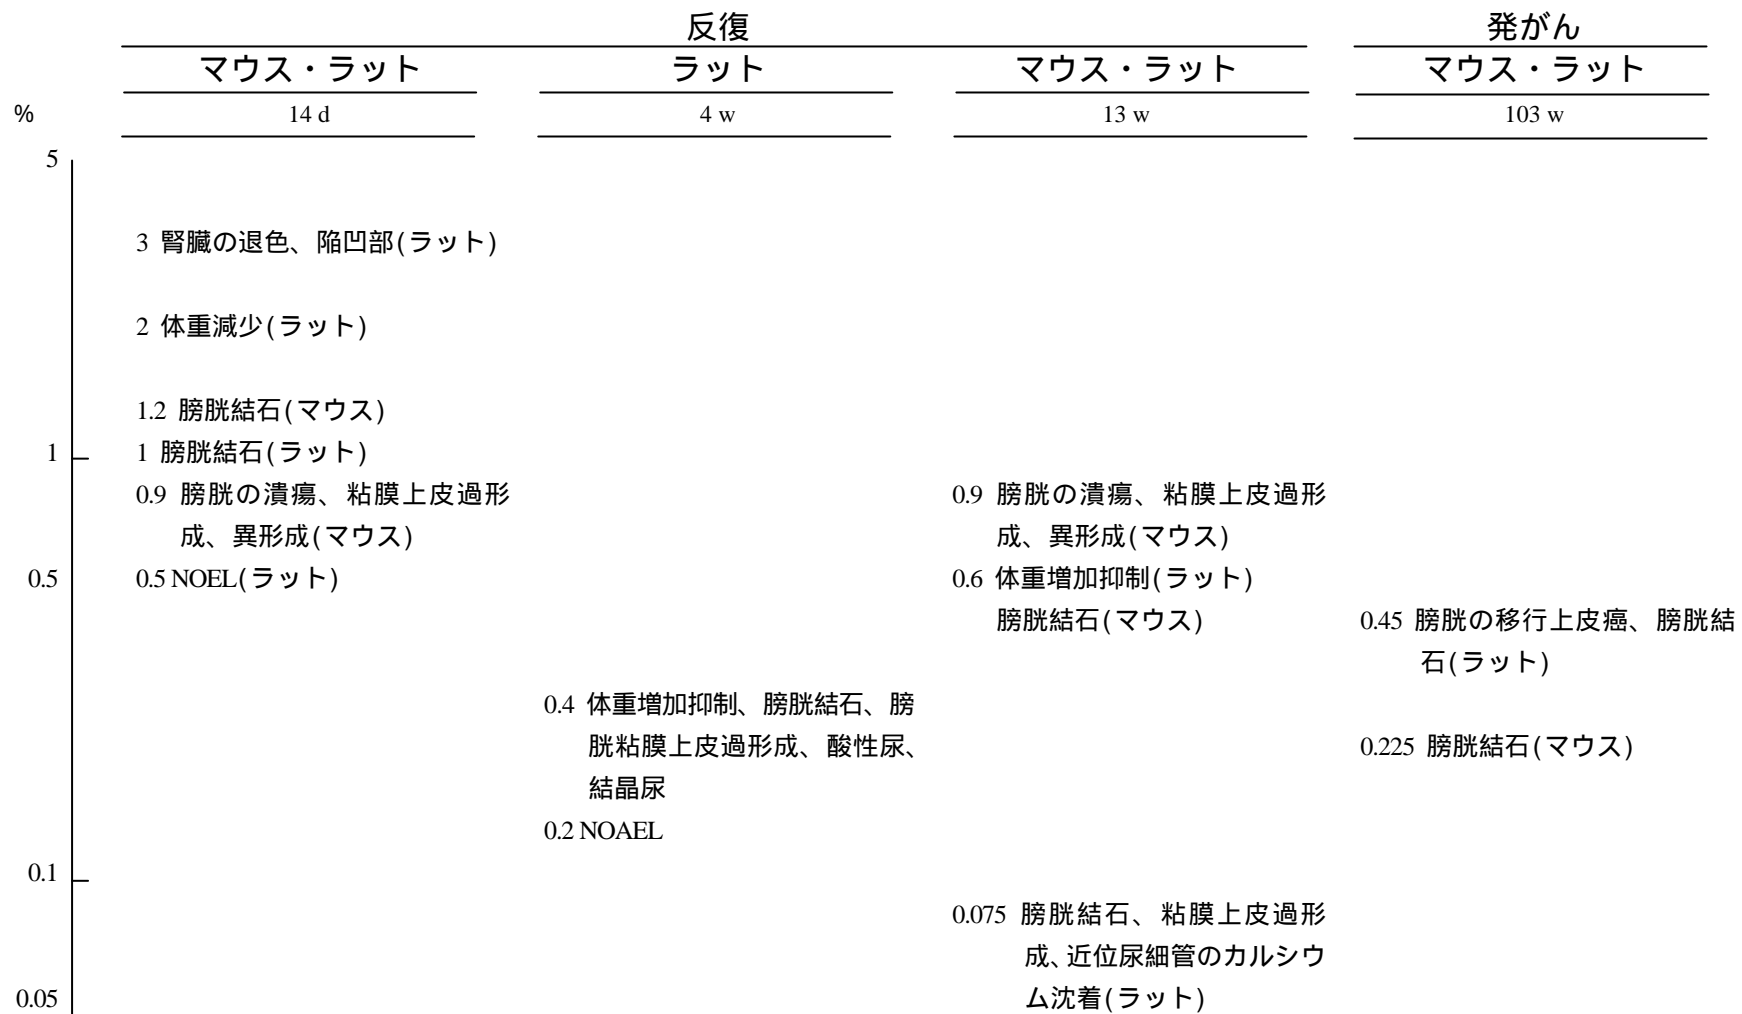 反復
発がん
マウス・ラット
ラット
マウス・ラット
マウス・ラット
%
14 d
4 w
13 w
103 w
5
3 腎臓の退色、陥凹部(ラット)
2 体重減少(ラット)
1.2 膀胱結石(マウス)
1
1 膀胱結石(ラット)
0.9 膀胱の潰瘍、粘膜上皮過形
成、異形成(マウス)
0.5
0.5 NOEL(ラット)
0.4 体重増加抑制、膀胱結石、膀
胱粘膜上皮過形成、酸性尿、
結晶尿
0.2 NOAEL
0.9 膀胱の潰瘍、粘膜上皮過形
成、異形成(マウス)
0.6 体重増加抑制(ラット)
膀胱結石(マウス)
0.45 膀胱の移行上皮癌、膀胱結
石(ラット)
0.225 膀胱結石(マウス)
0.1
0.075 膀胱結石、粘膜上皮過形
成、近位尿細管のカルシウ
ム沈着(ラット)
0.05